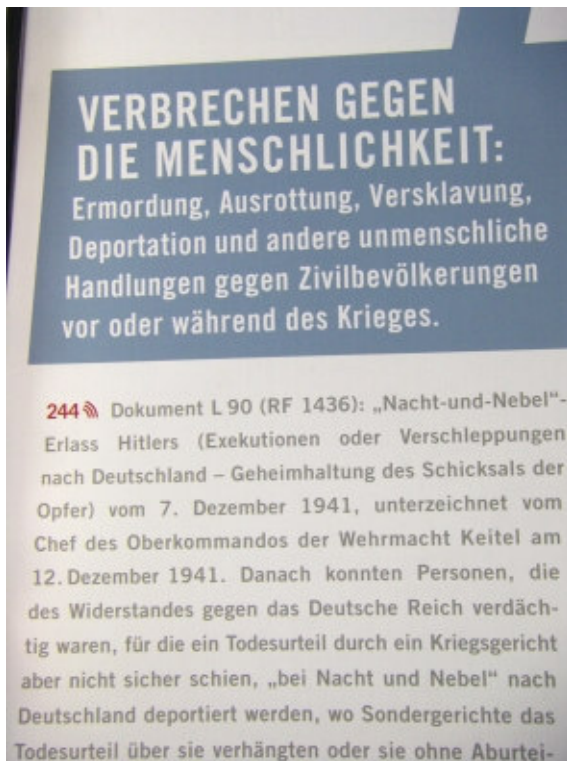 VERBRECHEN GEGEN
DIE MENSCHLICHKEIT:
Ermordung, Ausrottung, Versklavung,
Deportation und andere unmenschliche
Handlungen gegen Zivilbevölkerungen
vor oder während des Krieges.
244 Dokument L 90 (RF 1436): „Nacht-und-Nebel“-
Erlass Hitlers (Exekutionen oder Verschleppungen
nach Deutschland – Geheimhaltung des Schicksals der
Opfer) vom 7. Dezember 1941, unterzeichnet vom
Chef des Oberkommandos der Wehrmacht Keitel am
12. Dezember 1941. Danach konnten Personen, die
des Widerstandes gegen das Deutsche Reich verdäch-
tig waren, für die ein Todesurteil durch ein Kriegsgericht
aber nicht sicher schien, „bei Nacht und Nebel“ nach
Deutschland deportiert werden, wo Sondergerichte das
Todesurteil über sie verhängten oder sie ohne Aburtei-